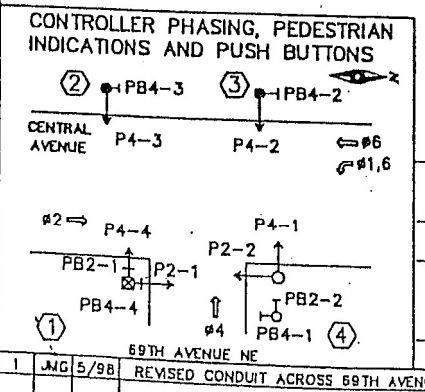 CONTROLLER PHASING, PEDESTRIAN
INDICATIONS AND PUSH BUTTONS
2 PB4-3 3 PB4-2 N
CENTRAL
AVENUE
P4-3 P4-2 ø6
ø1,6
ø2 P4-4 P4-1
P2-2
PB2-1 P2-1
PB4-4 PB2-2
ø4 PB4-1
1 4
69TH AVENUE NE
1 JMG 5/98 REVISED CONDUIT ACROSS 69TH AVEN